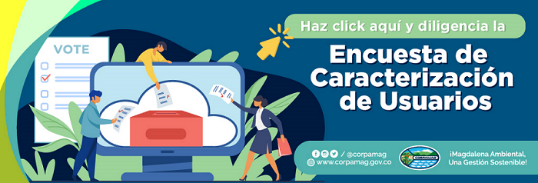 VOTE
Haz click aquí y diligencia la
Encuesta de
Caracterización
de Usuarios
/ @corpamag
www.corpamag.gov.co
¡Magdalena Ambiental,
Una Gestión Sostenible!